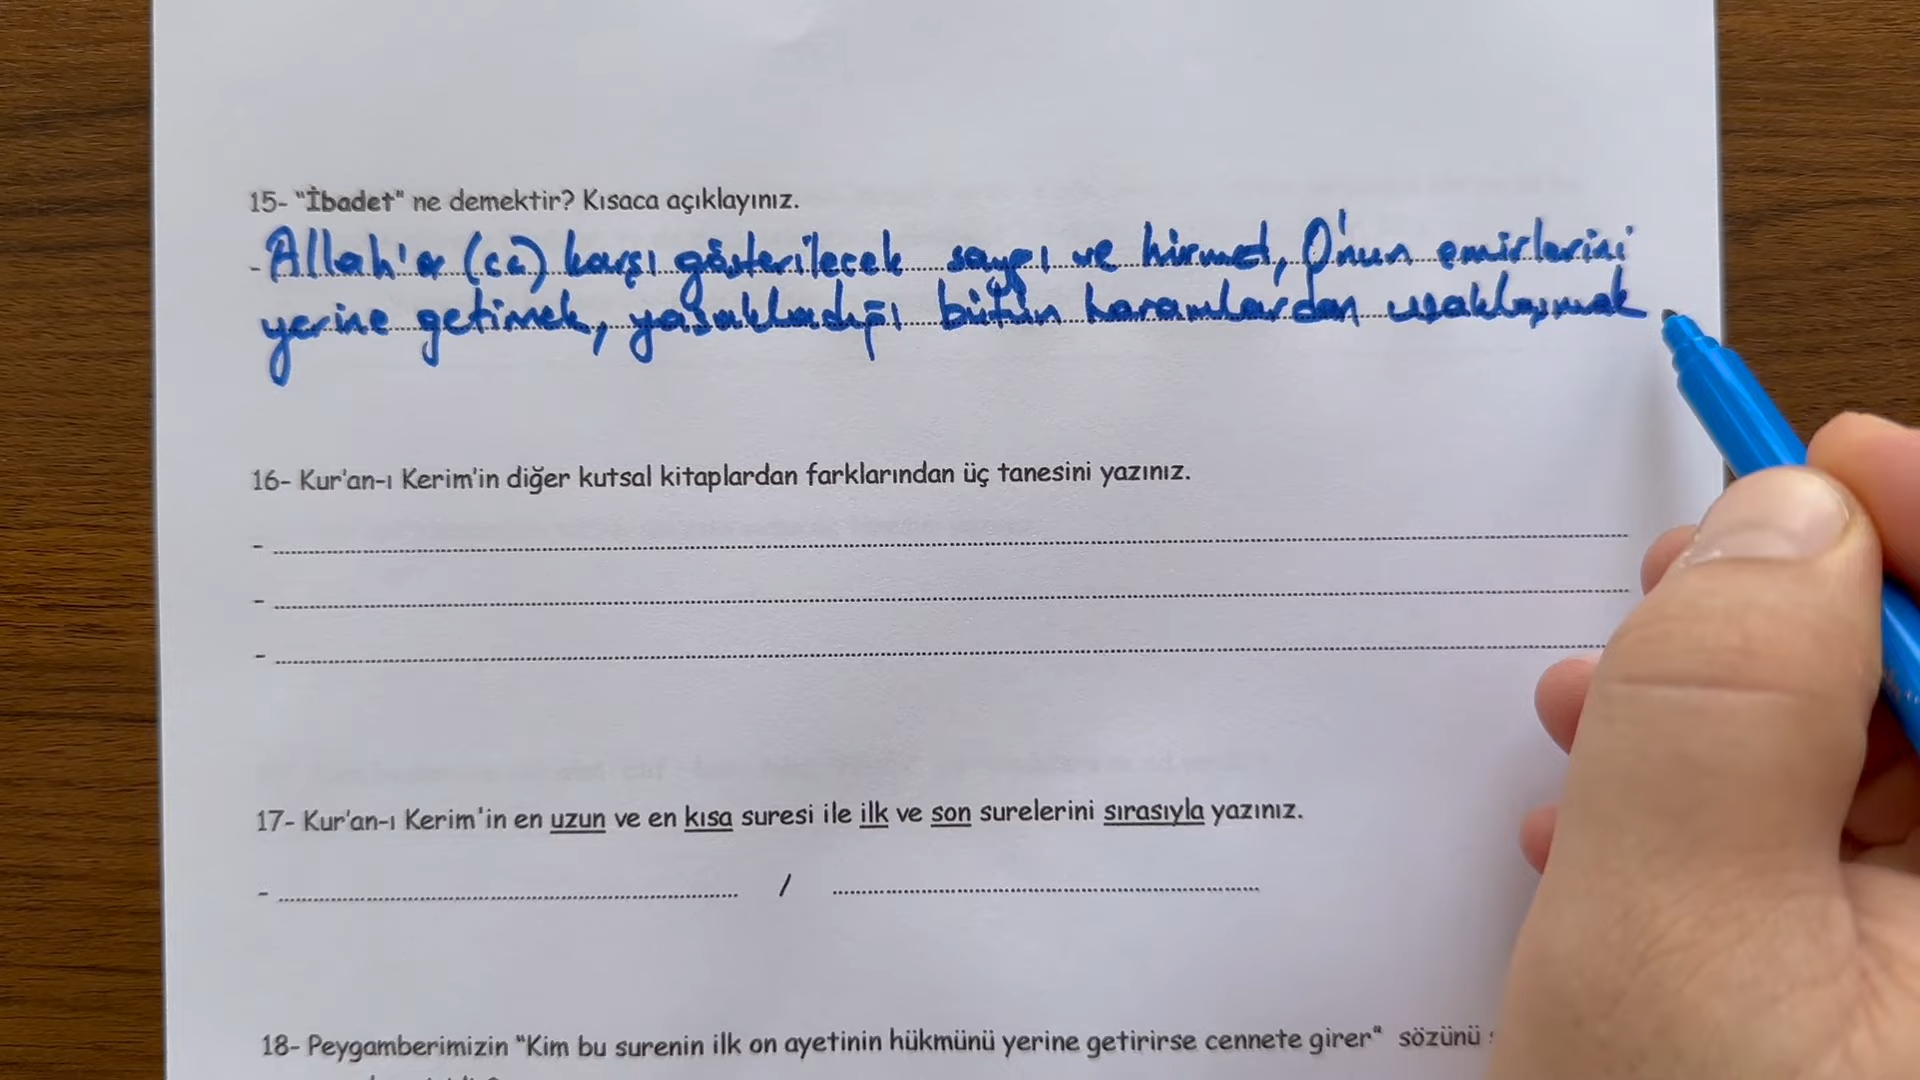 15- "İbadet" ne demektir? Kısaca açıklayınız.
- Allah'a (cc) karşı gösterilecek saygı ve hürmet, O'nun emirlerini
yerine getirmek, yasakladığı bütün haramlardan uzaklaşmak
16- Kur'an-ı Kerim'in diğer kutsal kitaplardan farklarından üç tanesini yazınız.
-
-
-
17- Kur'an-ı Kerim'in en uzun ve en kısa suresi ile ilk ve son surelerini sırasıyla yazınız.
- /
18- Peygamberimizin "Kim bu surenin ilk on ayetinin hükmünü yerine getirirse cennete girer" sözünü